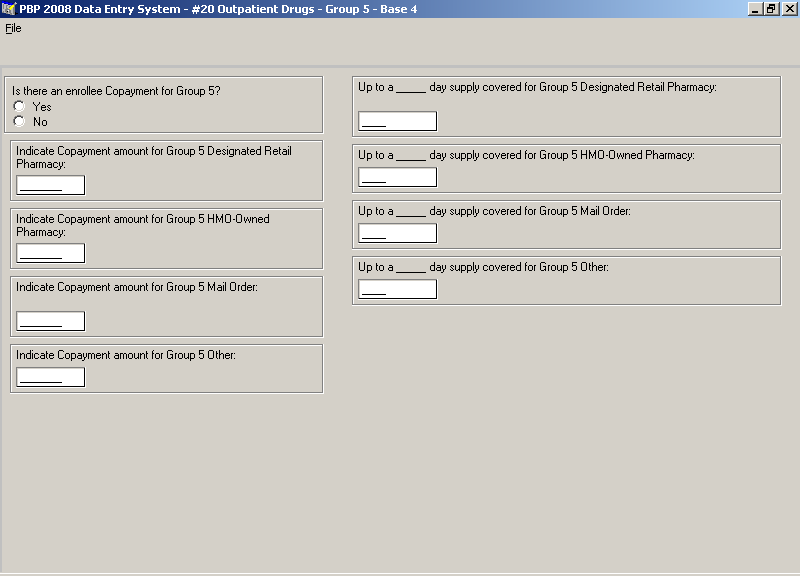 PBP 2008 Data Entry System - #20 Outpatient Drugs - Group 5 - Base 4
File
Is there an enrollee Copayment for Group 5?
Yes
No
Indicate Copayment amount for Group 5 Designated Retail
Pharmacy:
Indicate Copayment amount for Group 5 HMO-Owned
Pharmacy:
Indicate Copayment amount for Group 5 Mail Order:
Indicate Copayment amount for Group 5 Other:
Up to a _____ day supply covered for Group 5 Designated Retail Pharmacy:
Up to a _____ day supply covered for Group 5 HMO-Owned Pharmacy:
Up to a _____ day supply covered for Group 5 Mail Order:
Up to a _____ day supply covered for Group 5 Other: